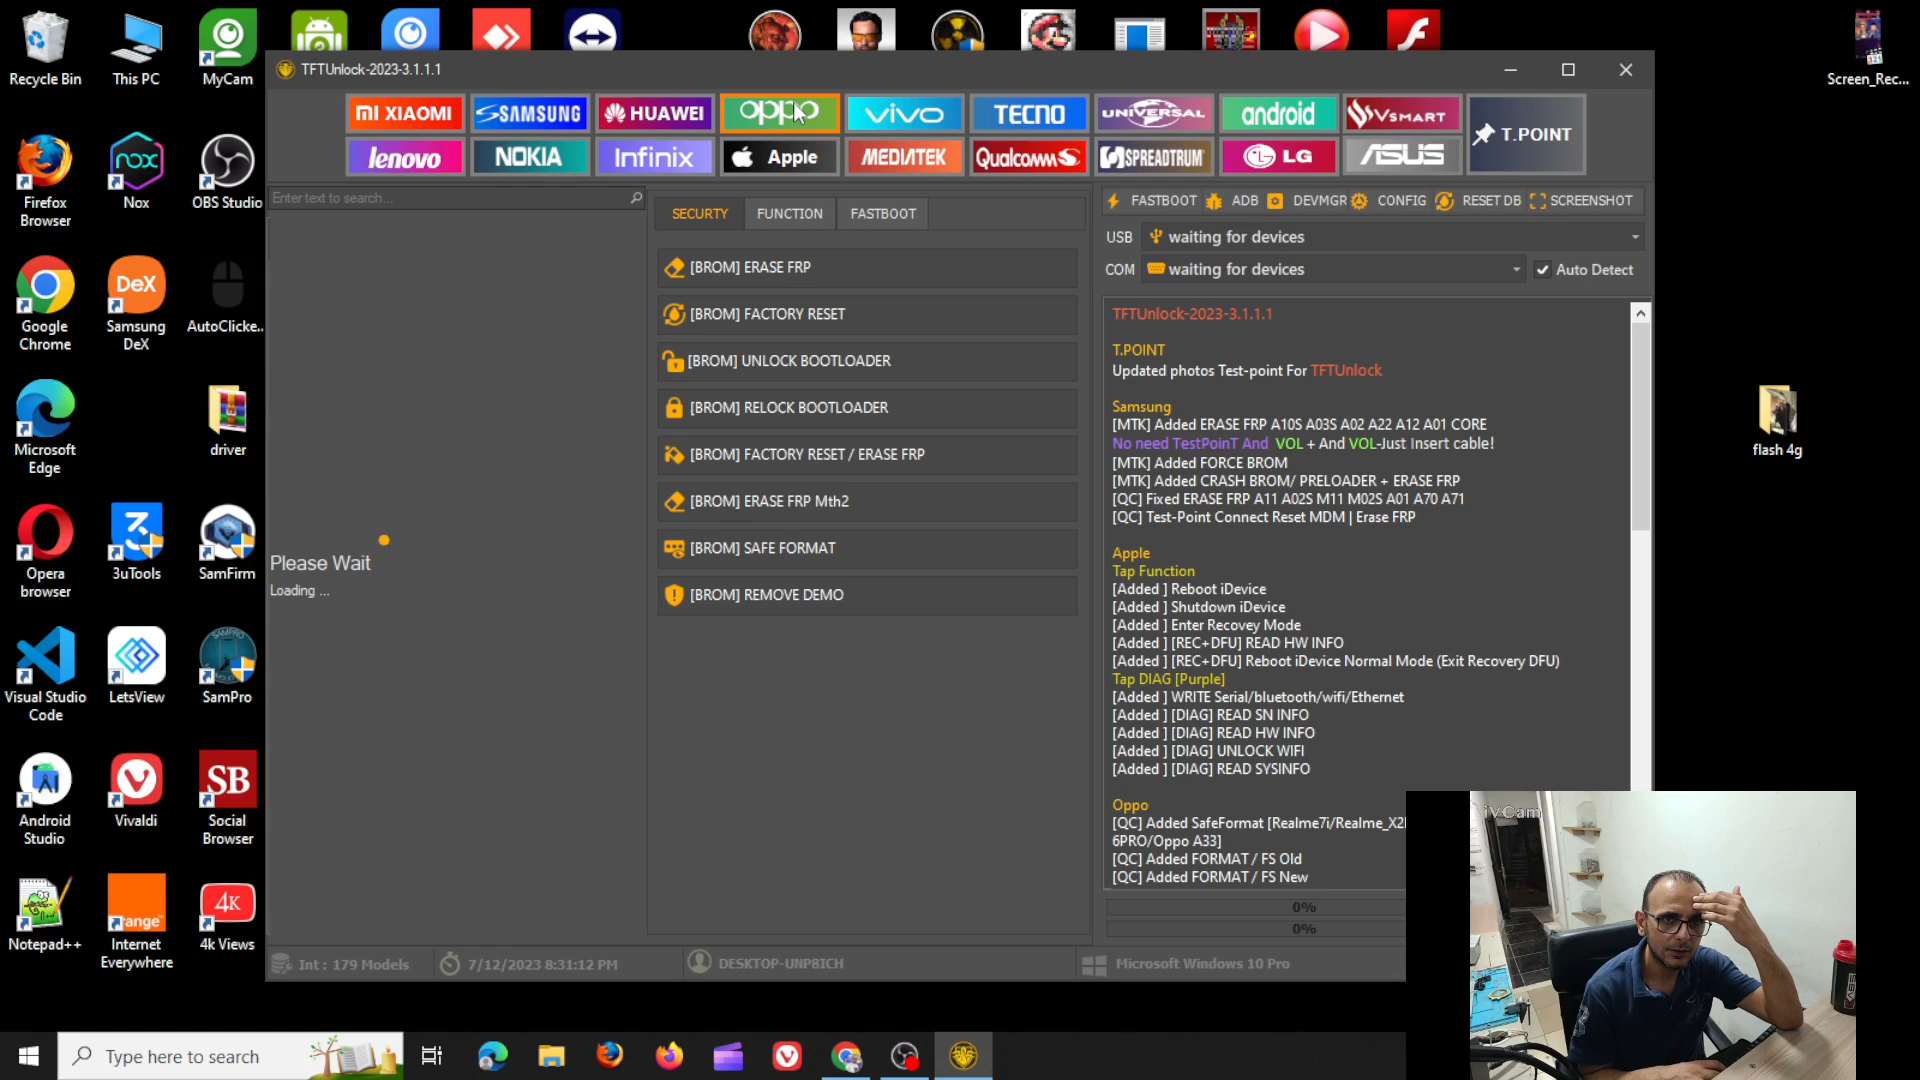 Recycle Bin
This PC
MyCam
Screen_Rec...
TFTUnlock-2023-3.1.1.1
MI XIAOMI
SAMSUNG
HUAWEI
oppo
vivo
TECNO
UNIVERSAL
android
VSMART
T.POINT
lenovo
NOKIA
Infinix
Apple
MEDIATEK
Qualcomm
SPREADTRUM
LG
ASUS
Firefox
Browser
Nox
OBS Studio
Enter text to search...
SECURTY
FUNCTION
FASTBOOT
FASTBOOT
ADB
DEVMGR
CONFIG
RESET DB
SCREENSHOT
USB
waiting for devices
COM
waiting for devices
Auto Detect
[BROM] ERASE FRP
[BROM] FACTORY RESET
[BROM] UNLOCK BOOTLOADER
[BROM] RELOCK BOOTLOADER
[BROM] FACTORY RESET / ERASE FRP
[BROM] ERASE FRP Mth2
[BROM] SAFE FORMAT
[BROM] REMOVE DEMO
TFTUnlock-2023-3.1.1.1
T.POINT
Updated photos Test-point For TFTUnlock
Samsung
[MTK] Added ERASE FRP A10S A03S A02 A22 A12 A01 CORE
No need TestPoinT And VOL + And VOL-Just Insert cable!
[MTK] Added FORCE BROM
[MTK] Added CRASH BROM/ PRELOADER + ERASE FRP
[QC] Fixed ERASE FRP A11 A02S M11 M02S A01 A70 A71
[QC] Test-Point Connect Reset MDM | Erase FRP
Apple
Tap Function
[Added ] Reboot iDevice
[Added ] Shutdown iDevice
[Added ] Enter Recovey Mode
[Added ] [REC+DFU] READ HW INFO
[Added ] [REC+DFU] Reboot iDevice Normal Mode (Exit Recovery DFU)
Tap DIAG [Purple]
[Added ] WRITE Serial/bluetooth/wifi/Ethernet
[Added ] [DIAG] READ SN INFO
[Added ] [DIAG] READ HW INFO
[Added ] [DIAG] UNLOCK WIFI
[Added ] [DIAG] READ SYSINFO
Oppo
[QC] Added SafeFormat [Realme7i/Realme_X2
6PRO/Oppo A33]
[QC] Added FORMAT / FS Old
[QC] Added FORMAT / FS New
0%
0%
Please Wait
Loading ...
Google
Chrome
DeX
Samsung
DeX
AutoClicke...
Microsoft
Edge
driver
flash 4g
Opera
browser
3uTools
SamFirm
Visual Studio
Code
LetsView
SAMPRO
SamPro
Android
Studio
Vivaldi
SB
Social
Browser
Notepad++
range
Internet
Everywhere
4K
4k Views
Int : 179 Models
7/12/2023 8:31:12 PM
DESKTOP-UNP8ICH
Microsoft Windows 10 Pro
iVCam
Type here to search